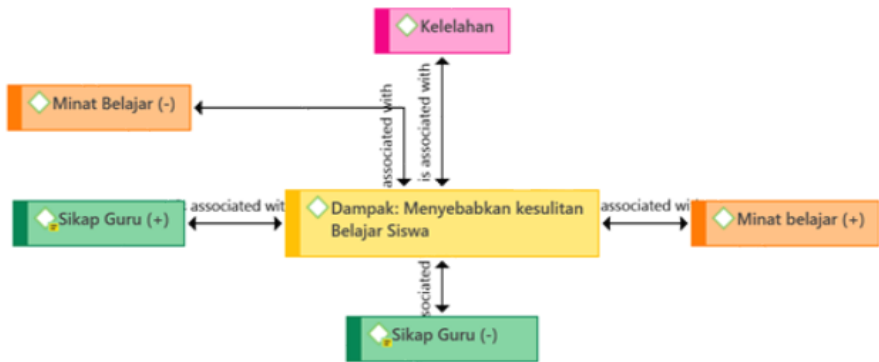 Kelelahan
Minat Belajar (-)
associated with
is associated with
Sikap Guru (+)
associated wit
Dampak: Menyebabkan kesulitan
Belajar Siswa
associated wit
Minat belajar (+)
sociated
Sikap Guru (-)